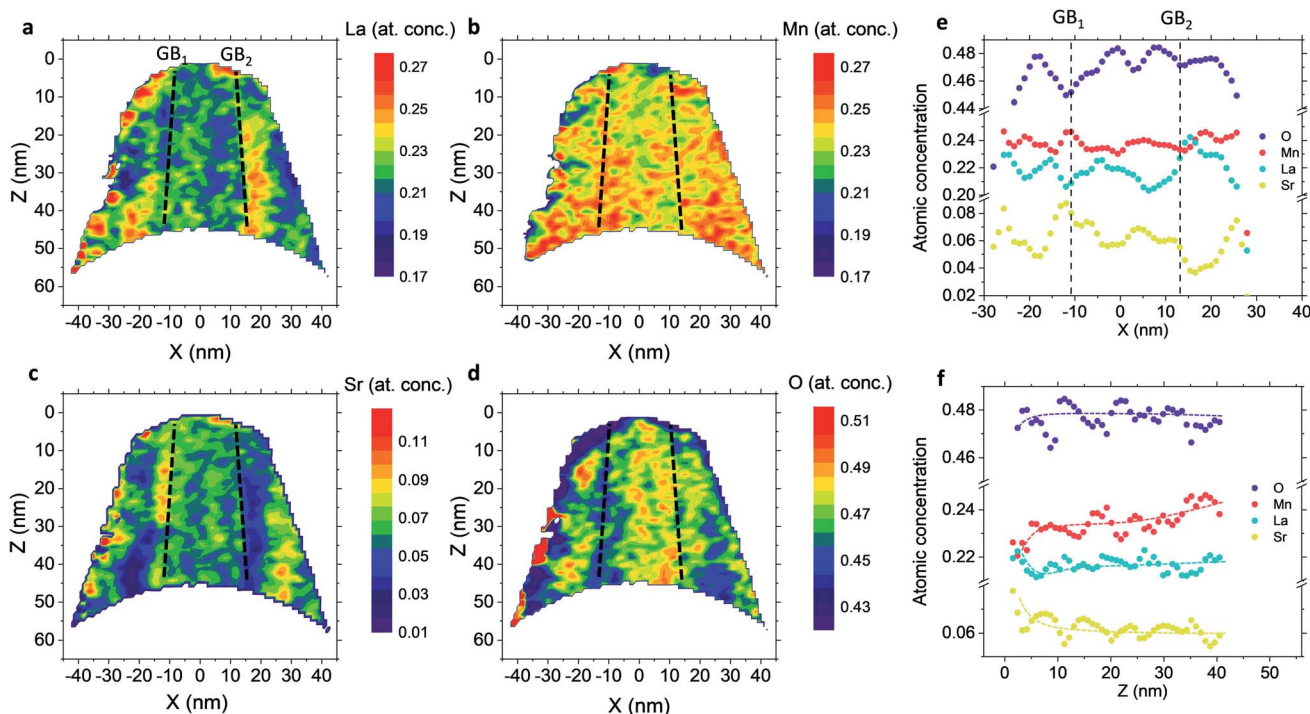 a
La (at. conc.)
GB1 GB2
0
10
20
30
40
50
60
Z (nm)
-40 -30 -20 -10 0 10 20 30 40
X (nm)
0.27
0.25
0.23
0.21
0.19
0.17
b
Mn (at. conc.)
0
10
20
30
40
50
60
Z (nm)
-40 -30 -20 -10 0 10 20 30 40
X (nm)
0.27
0.25
0.23
0.21
0.19
0.17
e
GB1 GB2
0.48
0.46
0.44
0.24
0.22
0.20
0.08
0.06
0.04
0.02
Atomic concentration
-30 -20 -10 0 10 20 30 40
X (nm)
O
Mn
La
Sr
c
Sr (at. conc.)
0
10
20
30
40
50
60
Z (nm)
-40 -30 -20 -10 0 10 20 30 40
X (nm)
0.11
0.09
0.07
0.05
0.03
0.01
d
O (at. conc.)
0
10
20
30
40
50
60
Z (nm)
-40 -30 -20 -10 0 10 20 30 40
X (nm)
0.51
0.49
0.47
0.45
0.43
f
0.48
0.46
0.24
0.22
0.06
Atomic concentration
0 10 20 30 40 50
Z (nm)
O
Mn
La
Sr